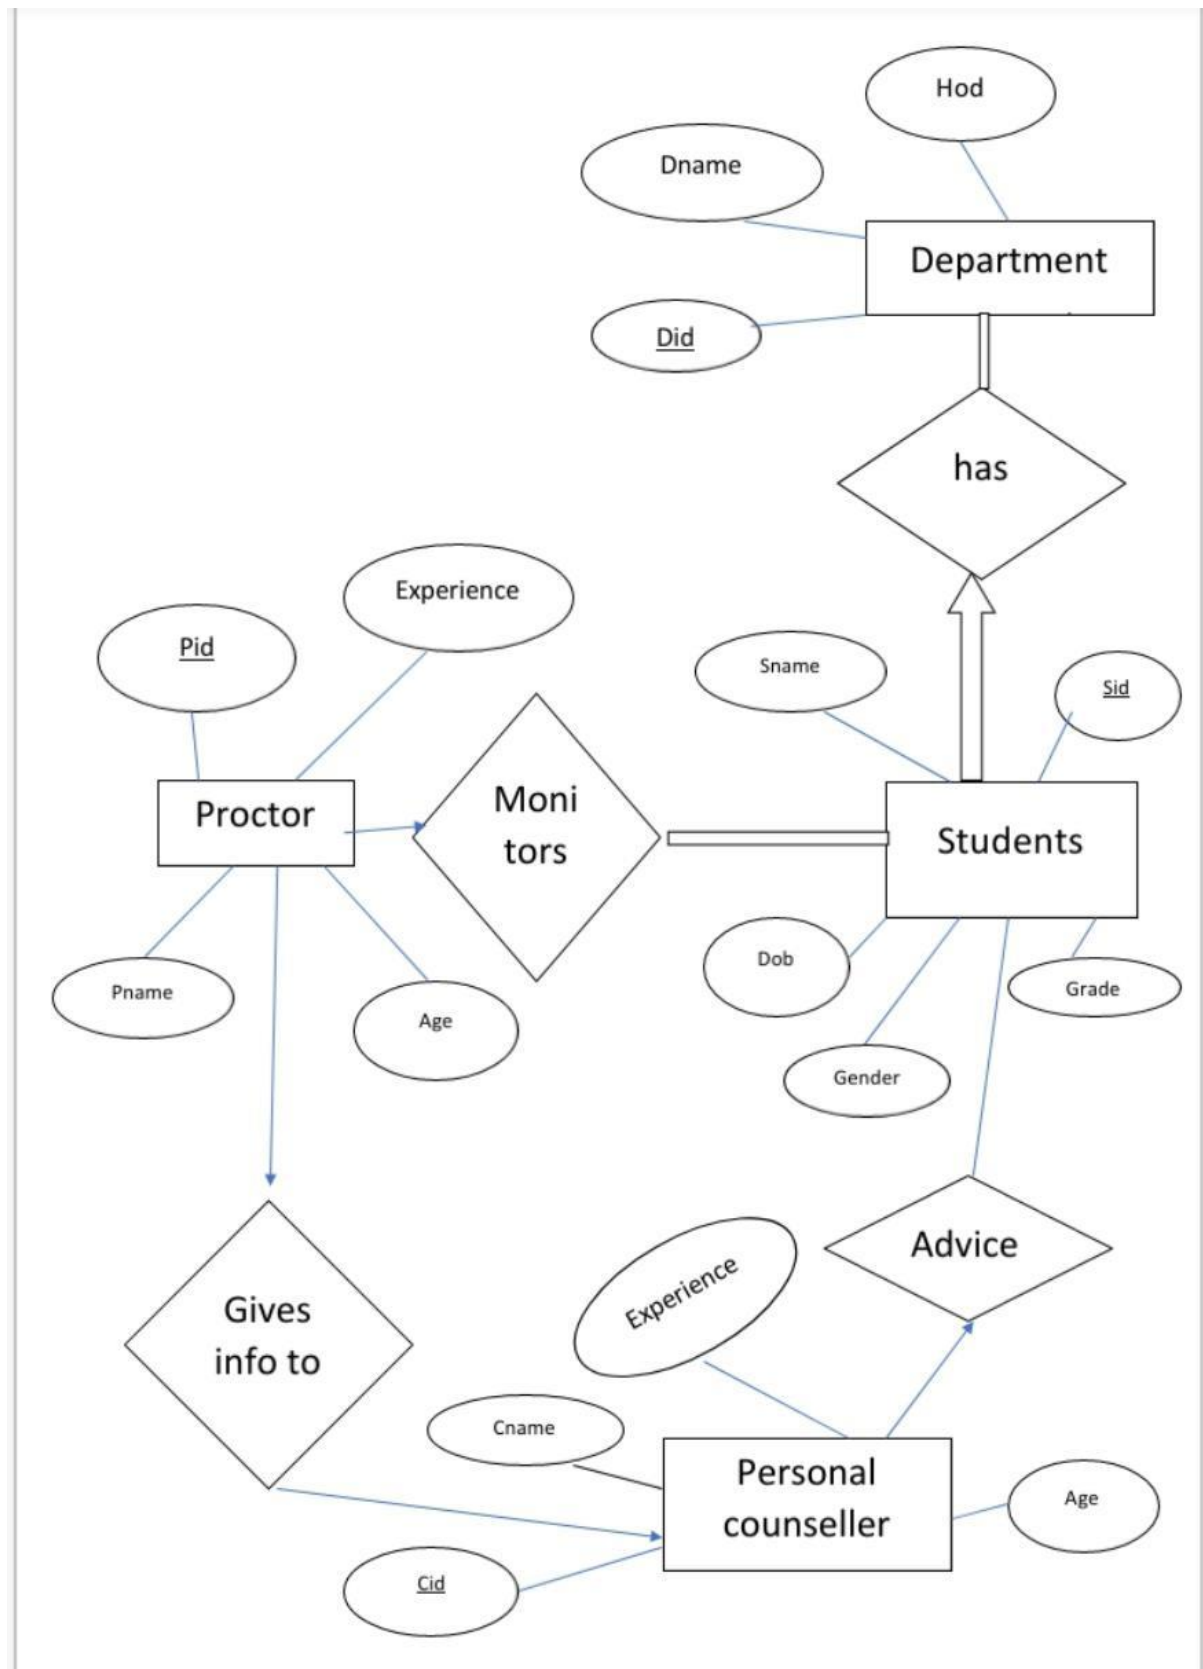 Hod
Dname
Department
Did
has
Experience
Pid
Sname
Sid
Proctor
Moni
tors
Students
Dob
Grade
Pname
Age
Gender
Advice
Experience
Gives
info to
Cname
Personal
counseller
Age
Cid